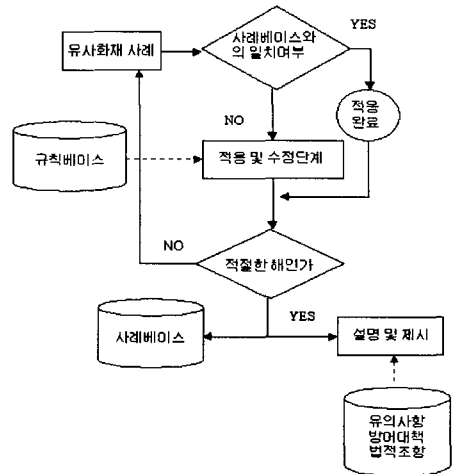 YES
사례베이스와
의 일치여부
유사화재 사례
적응
완료
NO
적응 및 수정단계
규칙베이스
NO
적절한 해인가
YES
사례베이스
설명 및 제시
유의사항
방어대책
법적조항